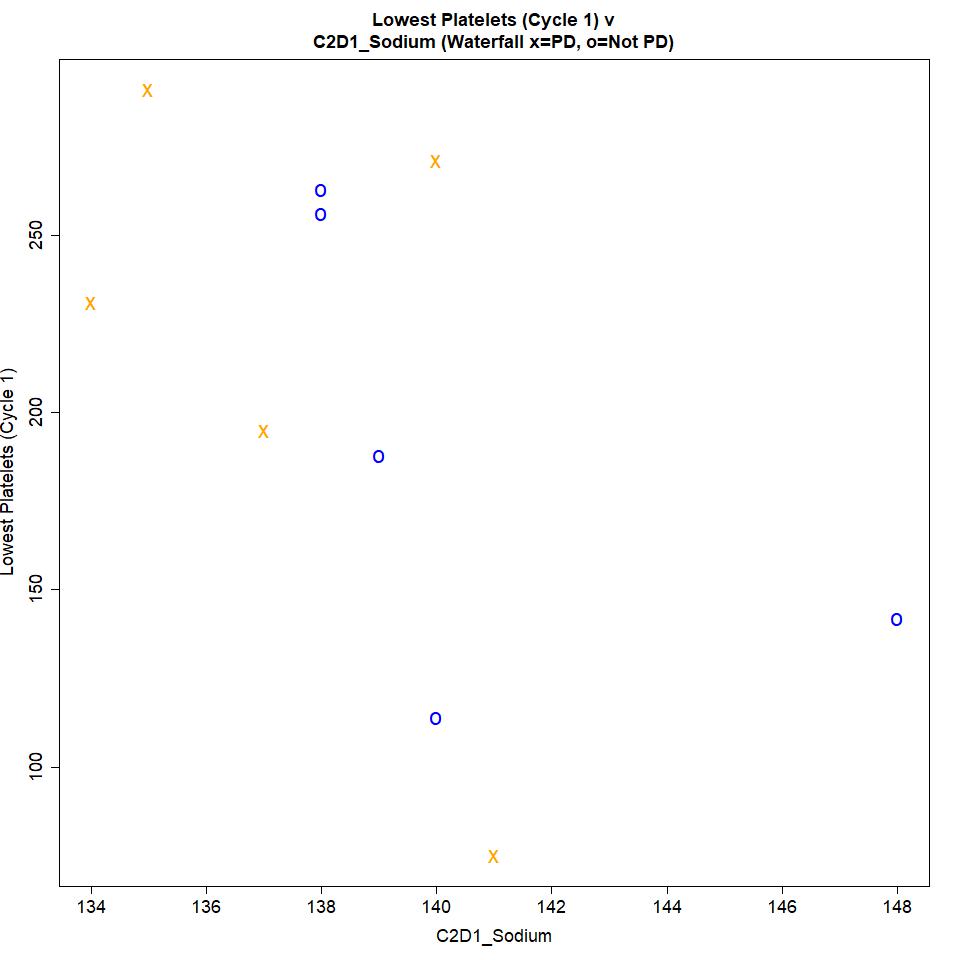 Lowest Platelets (Cycle 1) v
C2D1_Sodium (Waterfall x=PD, o=Not PD)
Lowest Platelets (Cycle 1)
250
200
150
100
x
x
o
o
x
x
o
o
o
x
134 136 138 140 142 144 146 148
C2D1_Sodium